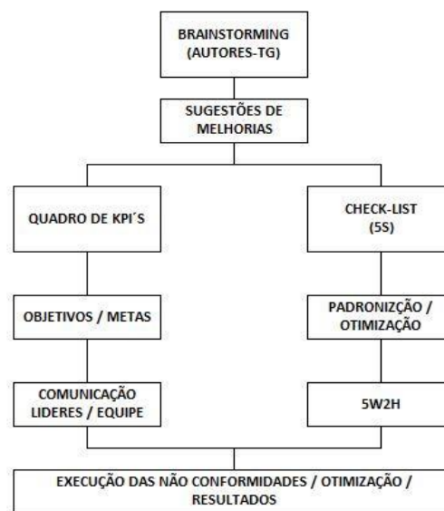 BRAINSTORMING
(AUTORES-TG)
SUGESTÕES DE
MELHORIAS
QUADRO DE KPI´S
CHECK-LIST
(5S)
OBJETIVOS / METAS
PADRONIZÇÃO /
OTIMIZAÇÃO
COMUNICAÇÃO
LIDERES / EQUIPE
5W2H
EXECUÇÃO DAS NÃO CONFORMIDADES / OTIMIZAÇÃO /
RESULTADOS